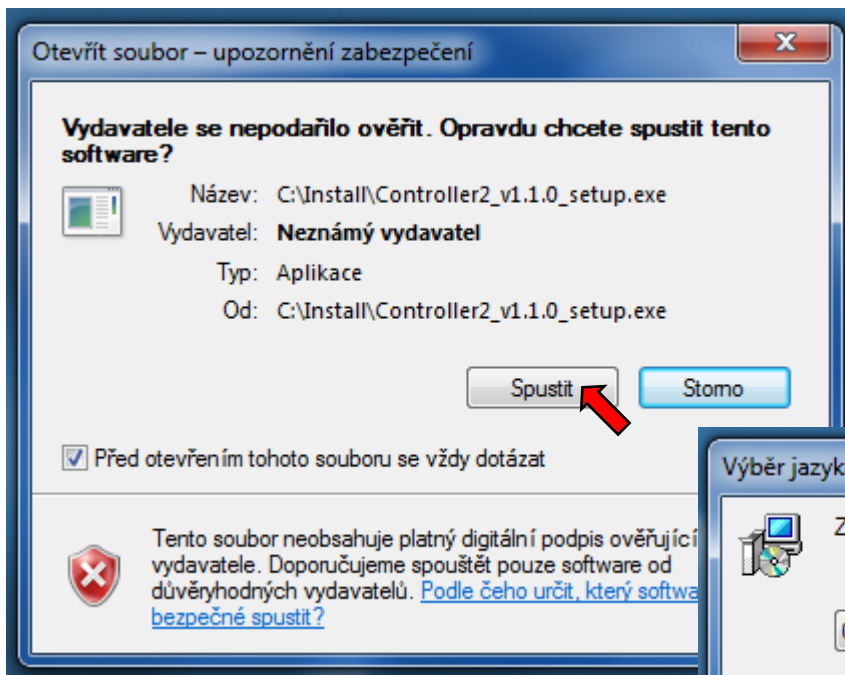 Otevřít soubor – upozornění zabezpečení
Vydavatele se nepodařilo ověřit. Opravdu chcete spustit tento
software?
Název: C:\Install\Controller2_v1.1.0_setup.exe
Vydavatel: Neznámý vydavatel
Typ: Aplikace
Od: C:\Install\Controller2_v1.1.0_setup.exe
Spustit Storno
Před otevřením tohoto souboru se vždy dotázat
Tento soubor neobsahuje platný digitální podpis ověřující
vydavatele. Doporučujeme spouštět pouze software od
důvěryhodných vydavatelů. Podle čeho určit, který softwa
bezpečné spustit?
Výběr jazyk
Z